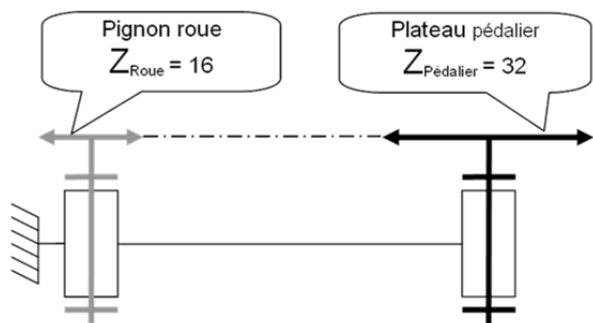 Pignon roue
ZRoue = 16
Plateau pédalier
ZPédalier = 32